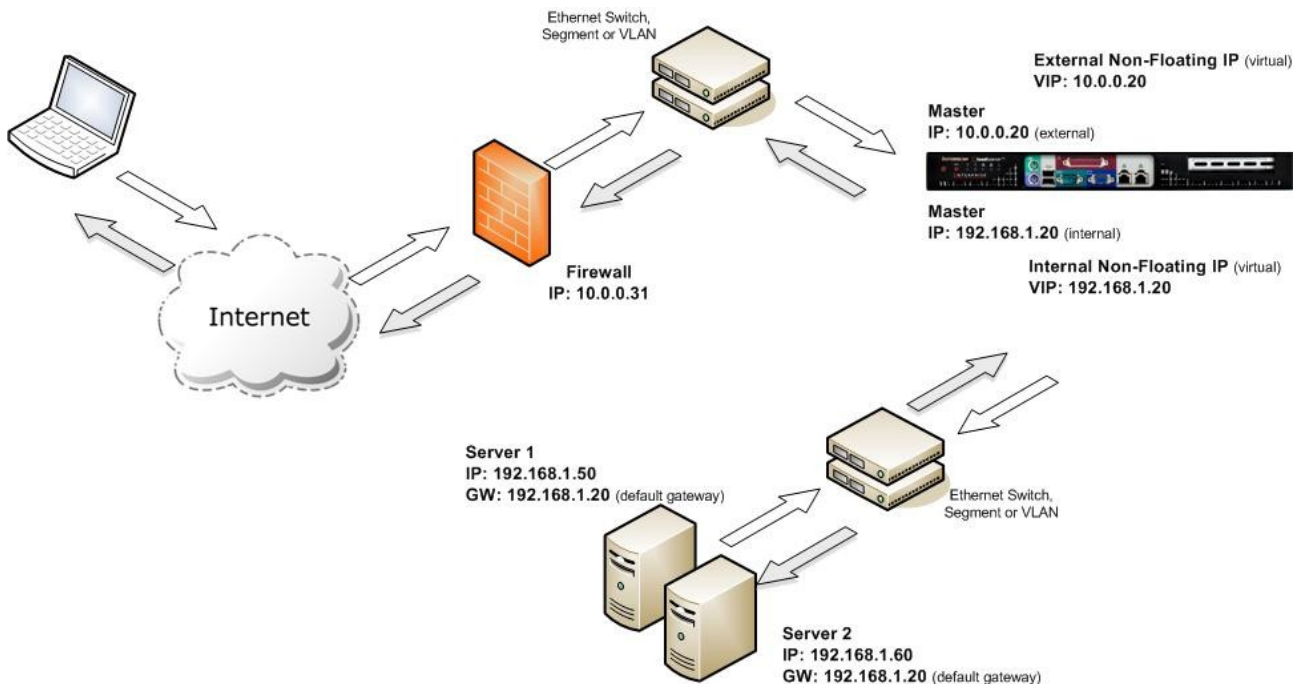 Ethernet Switch,
Segment or VLAN
External Non-Floating IP (virtual)
VIP: 10.0.0.20
Master
IP: 10.0.0.20 (external)
ENTERPRISE
Master
IP: 192.168.1.20 (internal)
Internal Non-Floating IP (virtual)
VIP: 192.168.1.20
Firewall
IP: 10.0.0.31
Internet
Server 1
IP: 192.168.1.50
GW: 192.168.1.20 (default gateway)
Ethernet Switch,
Segment or VLAN
Server 2
IP: 192.168.1.60
GW: 192.168.1.20 (default gateway)